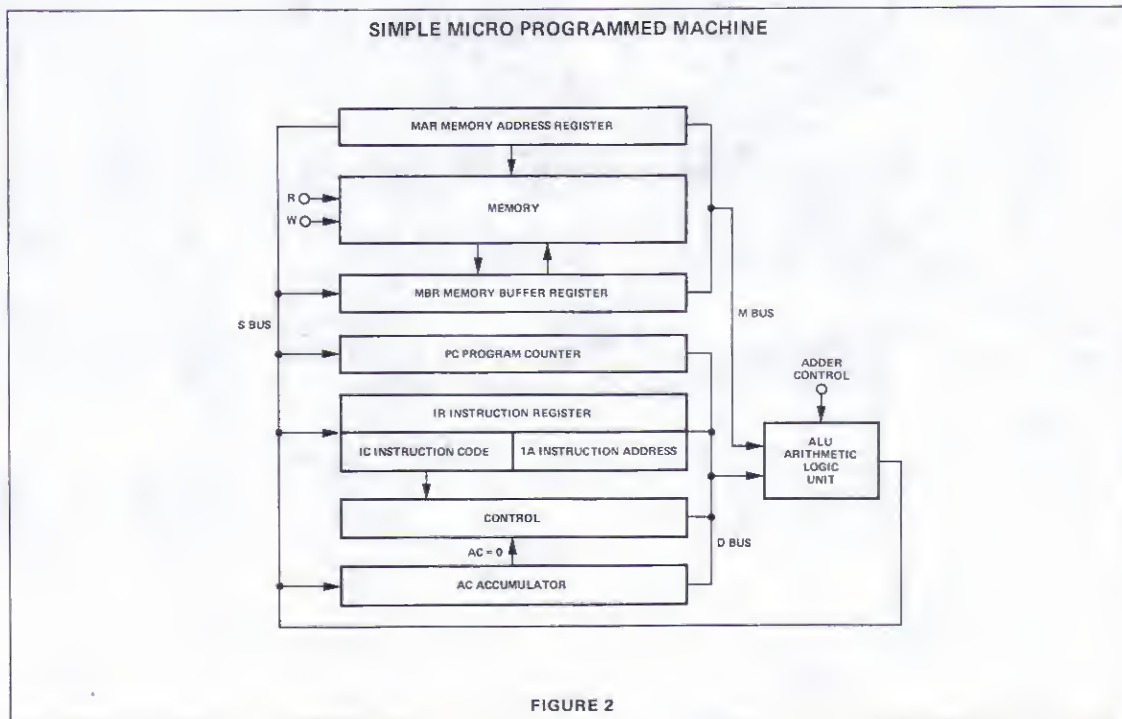 SIMPLE MICRO PROGRAMMED MACHINE
MAR MEMORY ADDRESS REGISTER
R
MEMORY
W
MBR MEMORY BUFFER REGISTER
S BUS
M BUS
PC PROGRAM COUNTER
ADDER
CONTROL
IR INSTRUCTION REGISTER
IC INSTRUCTION CODE
1A INSTRUCTION ADDRESS
ALU
ARITHMETIC
LOGIC
UNIT
CONTROL
D BUS
AC = 0
AC ACCUMULATOR
FIGURE 2